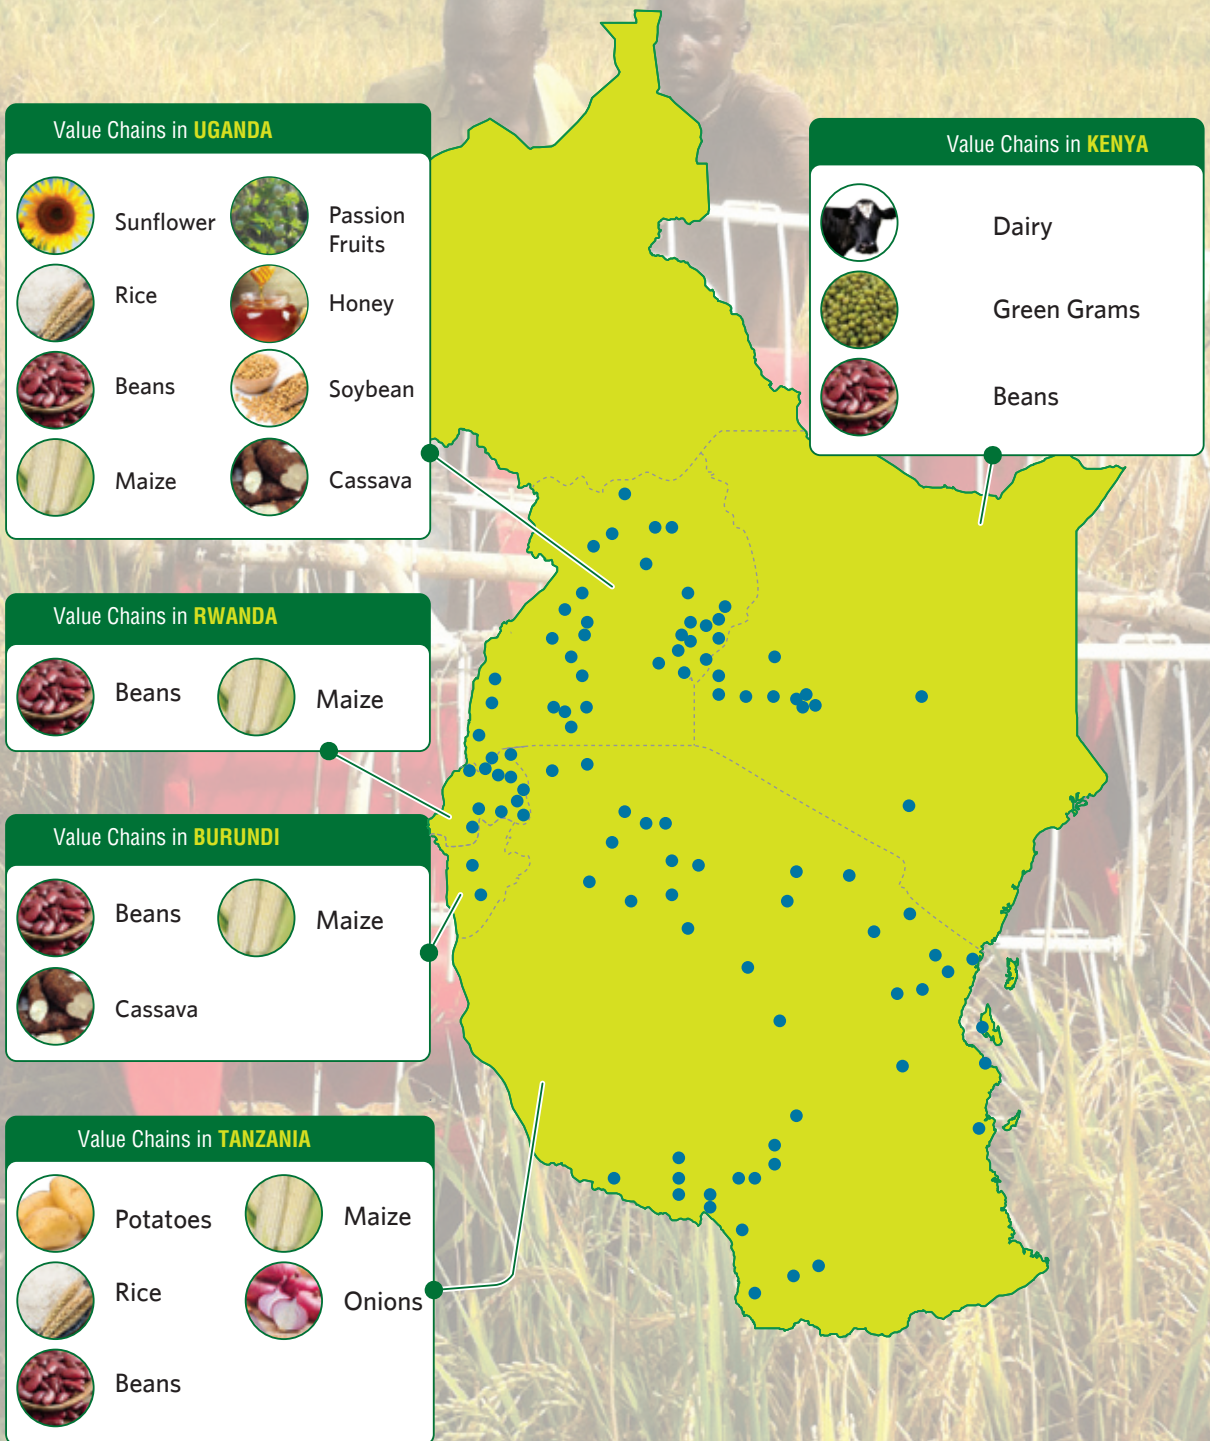 Value Chains in UGANDA
Sunflower
Passion
Fruits
Rice
Honey
Beans
Soybean
Maize
Cassava
Value Chains in KENYA
Dairy
Green Grams
Beans
Value Chains in RWANDA
Beans
Maize
Value Chains in BURUNDI
Beans
Maize
Cassava
Value Chains in TANZANIA
Potatoes
Maize
Rice
Onions
Beans